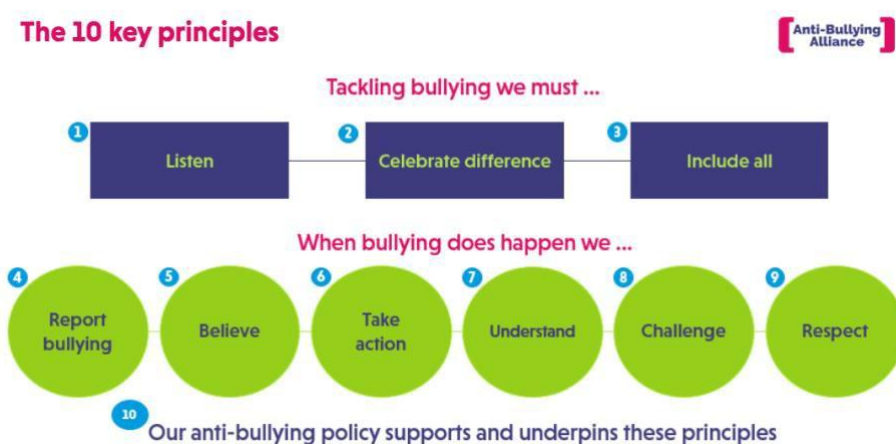 The 10 key principles
Anti-Bullying
Alliance
Tackling bullying we must ...
1
Listen
2
Celebrate difference
3
Include all
When bullying does happen we ...
4
Report
bullying
5
Believe
6
Take
action
7
Understand
8
Challenge
9
Respect
10
Our anti-bullying policy supports and underpins these principles